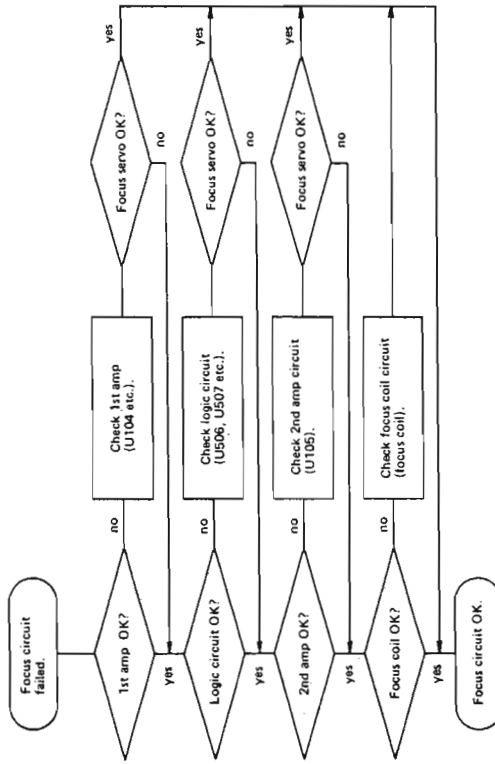 Focus circuit
failed.
1st amp OK?
no
Check 1st amp
(U104 etc.).
Focus servo OK?
yes
no
yes
Logic circuit OK?
no
Check logic circuit
(U506, U507 etc.).
Focus servo OK?
yes
no
yes
2nd amp OK?
no
Check 2nd amp circuit
(U105).
Focus servo OK?
yes
no
yes
Focus coil OK?
no
Check focus coil circuit
(focus coil).
yes
Focus circuit OK.